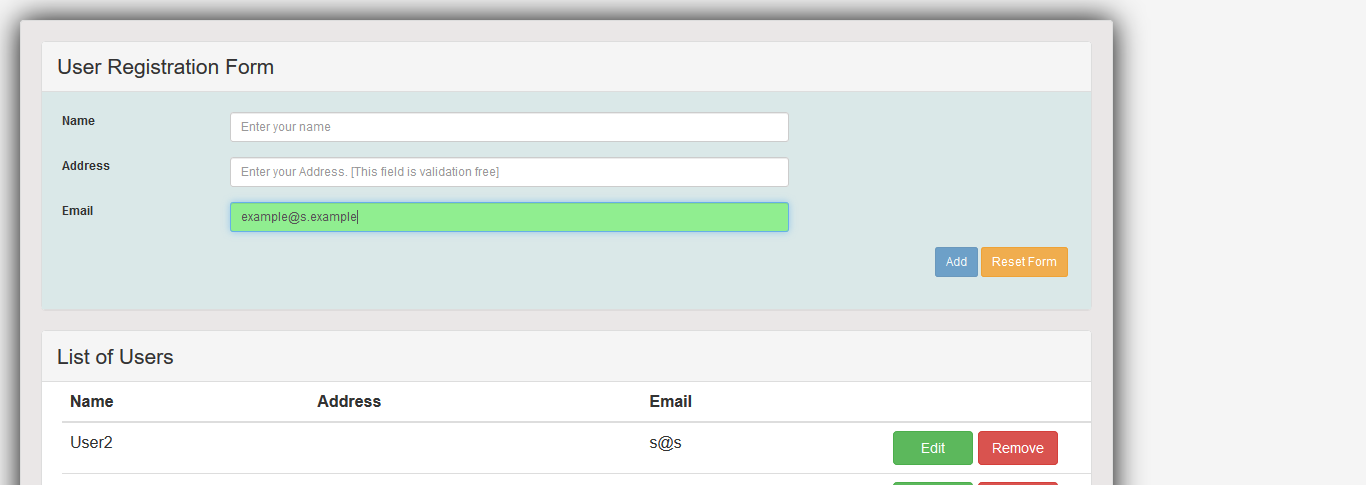 User Registration Form
Name
Enter your name
Address
Enter your Address. [This field is validation free]
Email
example@s.example
Add Reset Form
List of Users
Name Address Email
User2 s@s Edit Remove